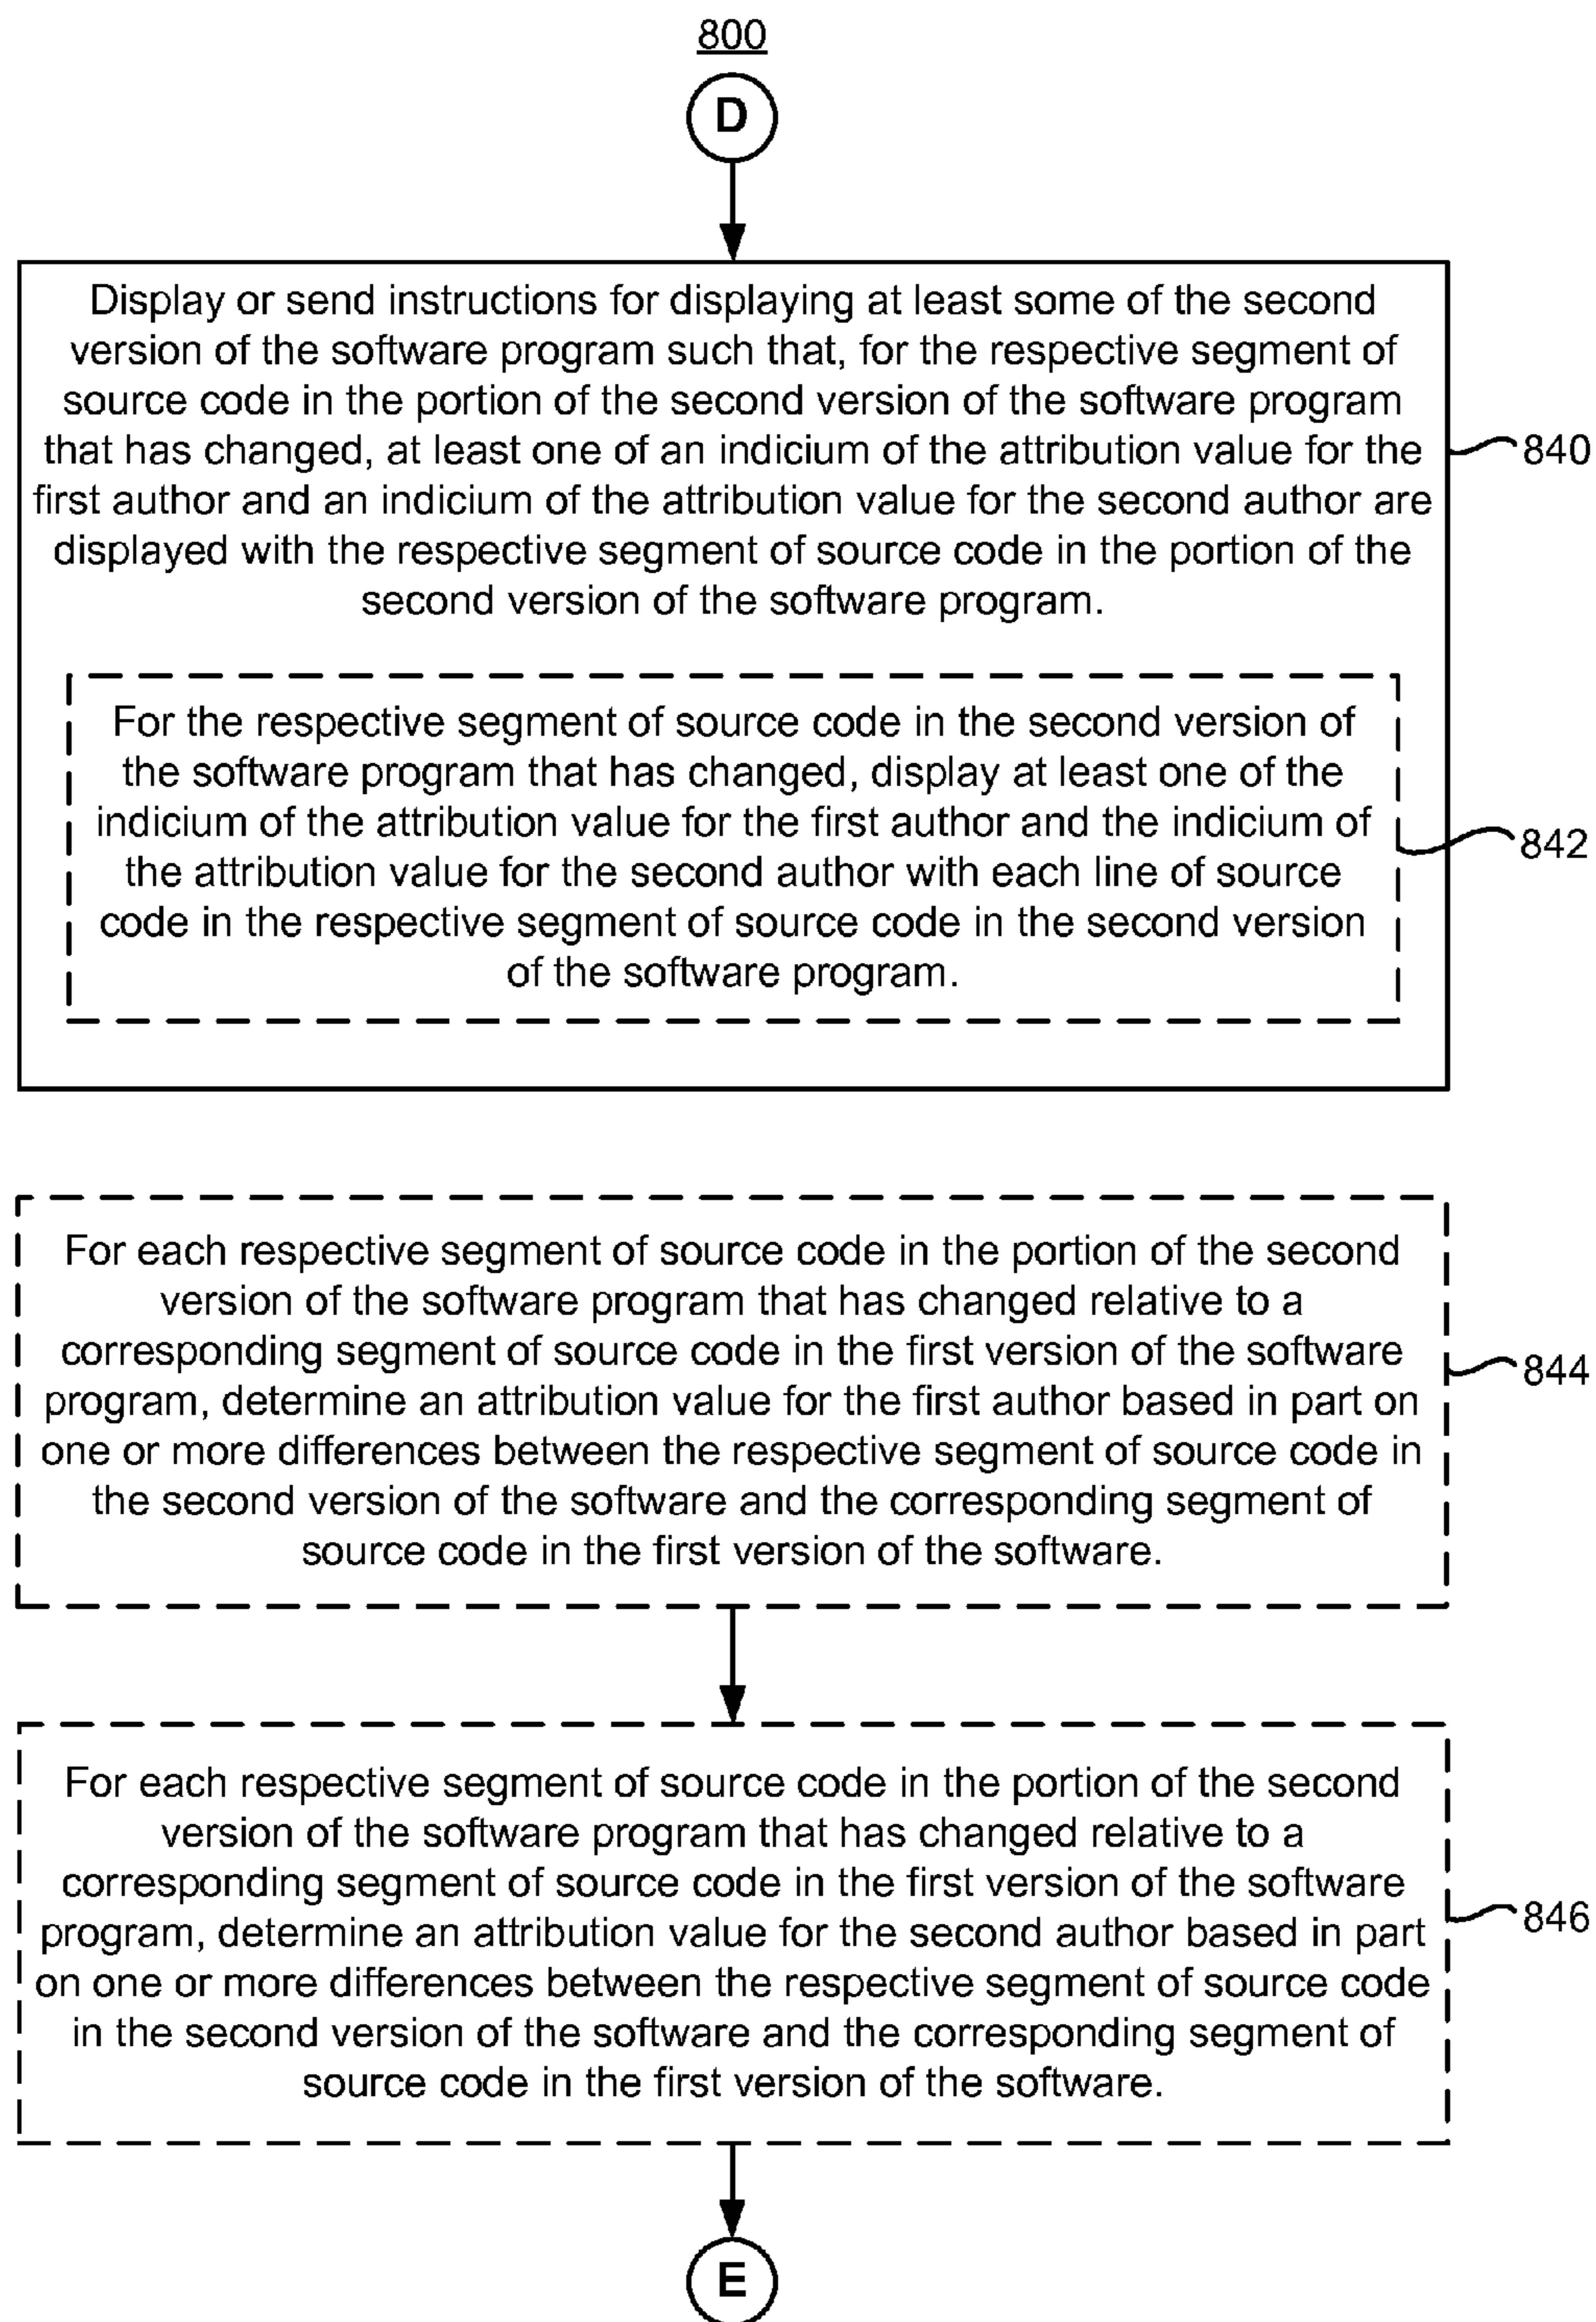 800
D
Display or send instructions for displaying at least some of the second
version of the software program such that, for the respective segment of
source code in the portion of the second version of the software program
that has changed, at least one of an indicium of the attribution value for the
first author and an indicium of the attribution value for the second author are
displayed with the respective segment of source code in the portion of the
second version of the software program.
840
For the respective segment of source code in the second version of
the software program that has changed, display at least one of the
indicium of the attribution value for the first author and the indicium of
the attribution value for the second author with each line of source
code in the respective segment of source code in the second version
of the software program.
842
For each respective segment of source code in the portion of the second
version of the software program that has changed relative to a
corresponding segment of source code in the first version of the software
program, determine an attribution value for the first author based in part on
one or more differences between the respective segment of source code in
the second version of the software and the corresponding segment of
source code in the first version of the software.
844
For each respective segment of source code in the portion of the second
version of the software program that has changed relative to a
corresponding segment of source code in the first version of the software
program, determine an attribution value for the second author based in part
on one or more differences between the respective segment of source code
in the second version of the software and the corresponding segment of
source code in the first version of the software.
846
E